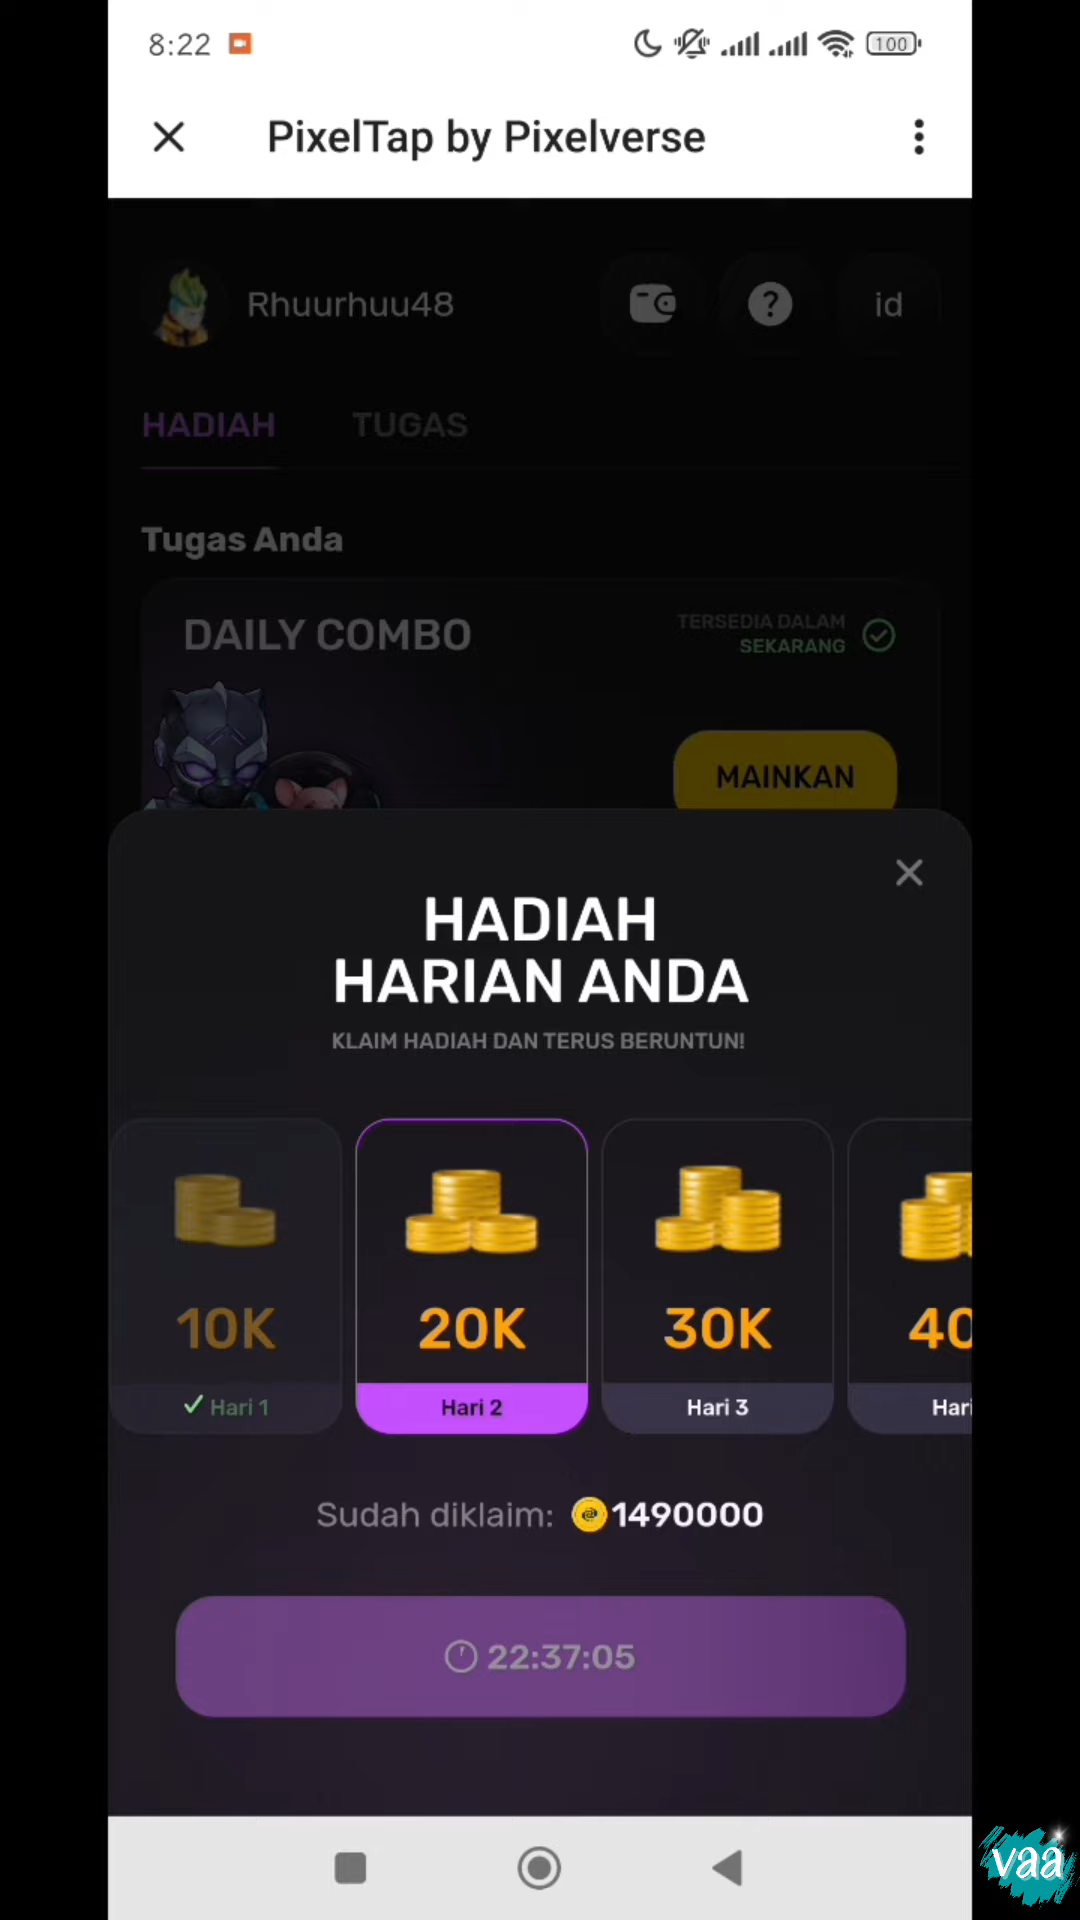 8:22
100
PixelTap by Pixelverse
Rhuurhuu48
id
HADIAH
TUGAS
Tugas Anda
DAILY COMBO
TERSEDIA DALAM
SEKARANG
MAINKAN
HADIAH
HARIAN ANDA
KLAIM HADIAH DAN TERUS BERUNTUN!
10K
20K
30K
40
Hari 1
Hari 2
Hari 3
Hari
Sudah diklaim: 1490000
22:37:05
vaa